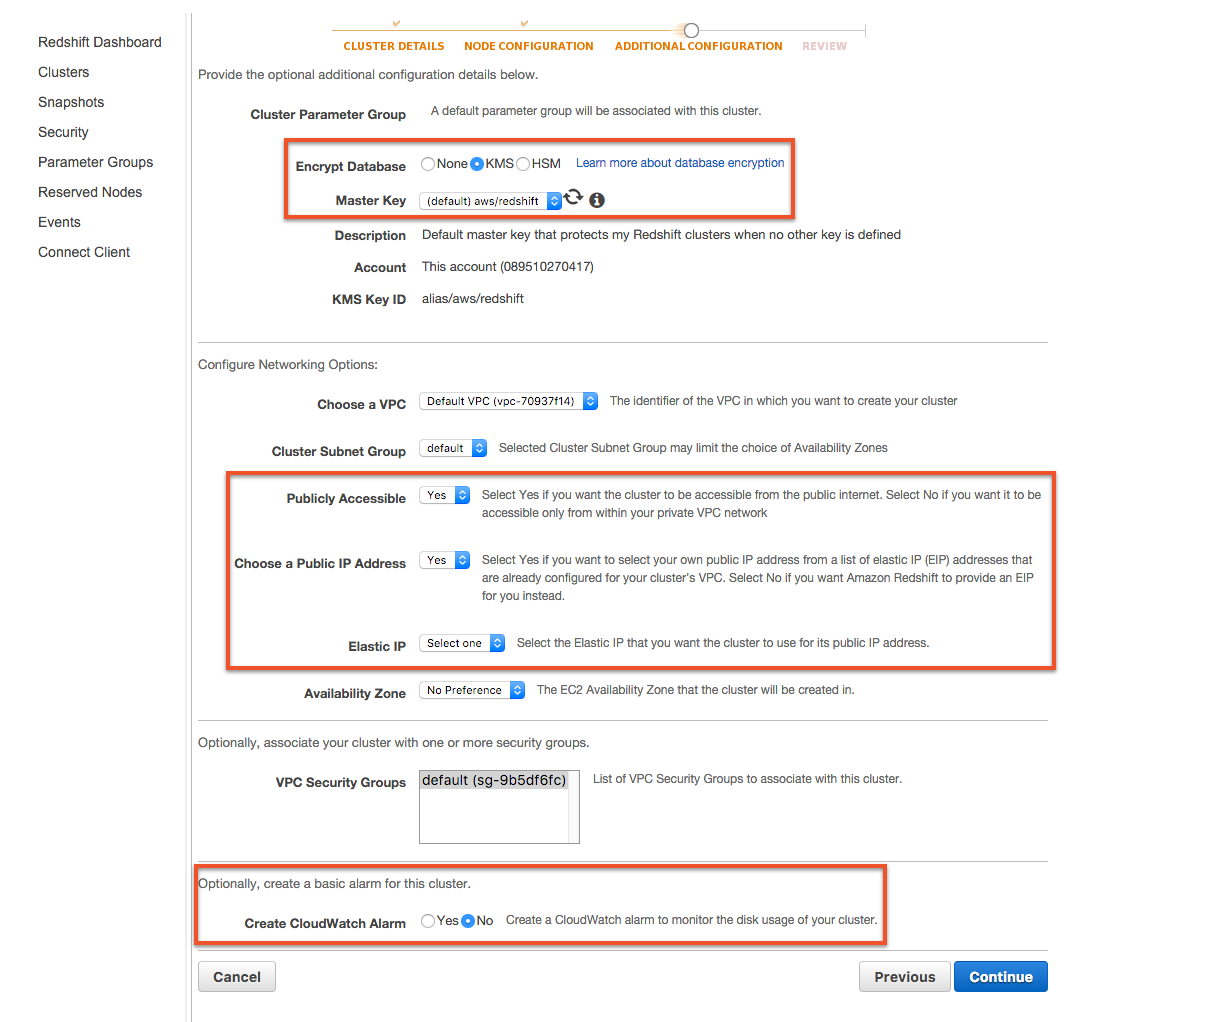 Redshift Dashboard
Clusters
Snapshots
Security
Parameter Groups
Reserved Nodes
Events
Connect Client
CLUSTER DETAILS NODE CONFIGURATION ADDITIONAL CONFIGURATION REVIEW
Provide the optional additional configuration details below.
Cluster Parameter Group A default parameter group will be associated with this cluster.
Encrypt Database None KMS HSM Learn more about database encryption
Master Key (default) aws/redshift
Description Default master key that protects my Redshift clusters when no other key is defined
Account This account (089510270417)
KMS Key ID alias/aws/redshift
Configure Networking Options:
Choose a VPC Default VPC (vpc-70937f14) The identifier of the VPC in which you want to create your cluster
Cluster Subnet Group default Selected Cluster Subnet Group may limit the choice of Availability Zones
Publicly Accessible Yes Select Yes if you want the cluster to be accessible from the public internet. Select No if you want it to be
accessible only from within your private VPC network
Choose a Public IP Address Yes Select Yes if you want to select your own public IP address from a list of elastic IP (EIP) addresses that
are already configured for your cluster's VPC. Select No if you want Amazon Redshift to provide an EIP
for you instead.
Elastic IP Select one Select the Elastic IP that you want the cluster to use for its public IP address.
Availability Zone No Preference The EC2 Availability Zone that the cluster will be created in.
Optionally, associate your cluster with one or more security groups.
VPC Security Groups default (sg-9b5df6fc) List of VPC Security Groups to associate with this cluster.
Optionally, create a basic alarm for this cluster.
Create CloudWatch Alarm Yes No Create a CloudWatch alarm to monitor the disk usage of your cluster.
Cancel Previous Continue